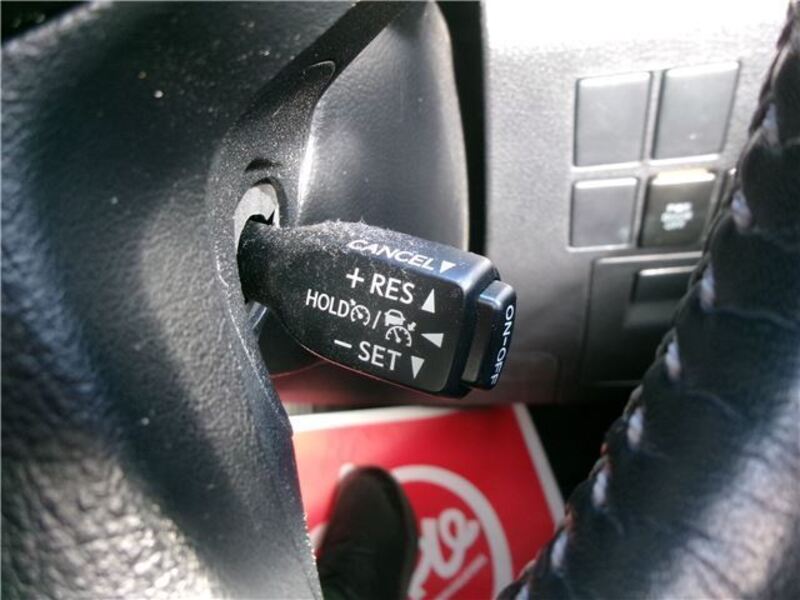 CANCEL▼
+ RES ▲
HOLD /
− SET ▼
ON-OFF